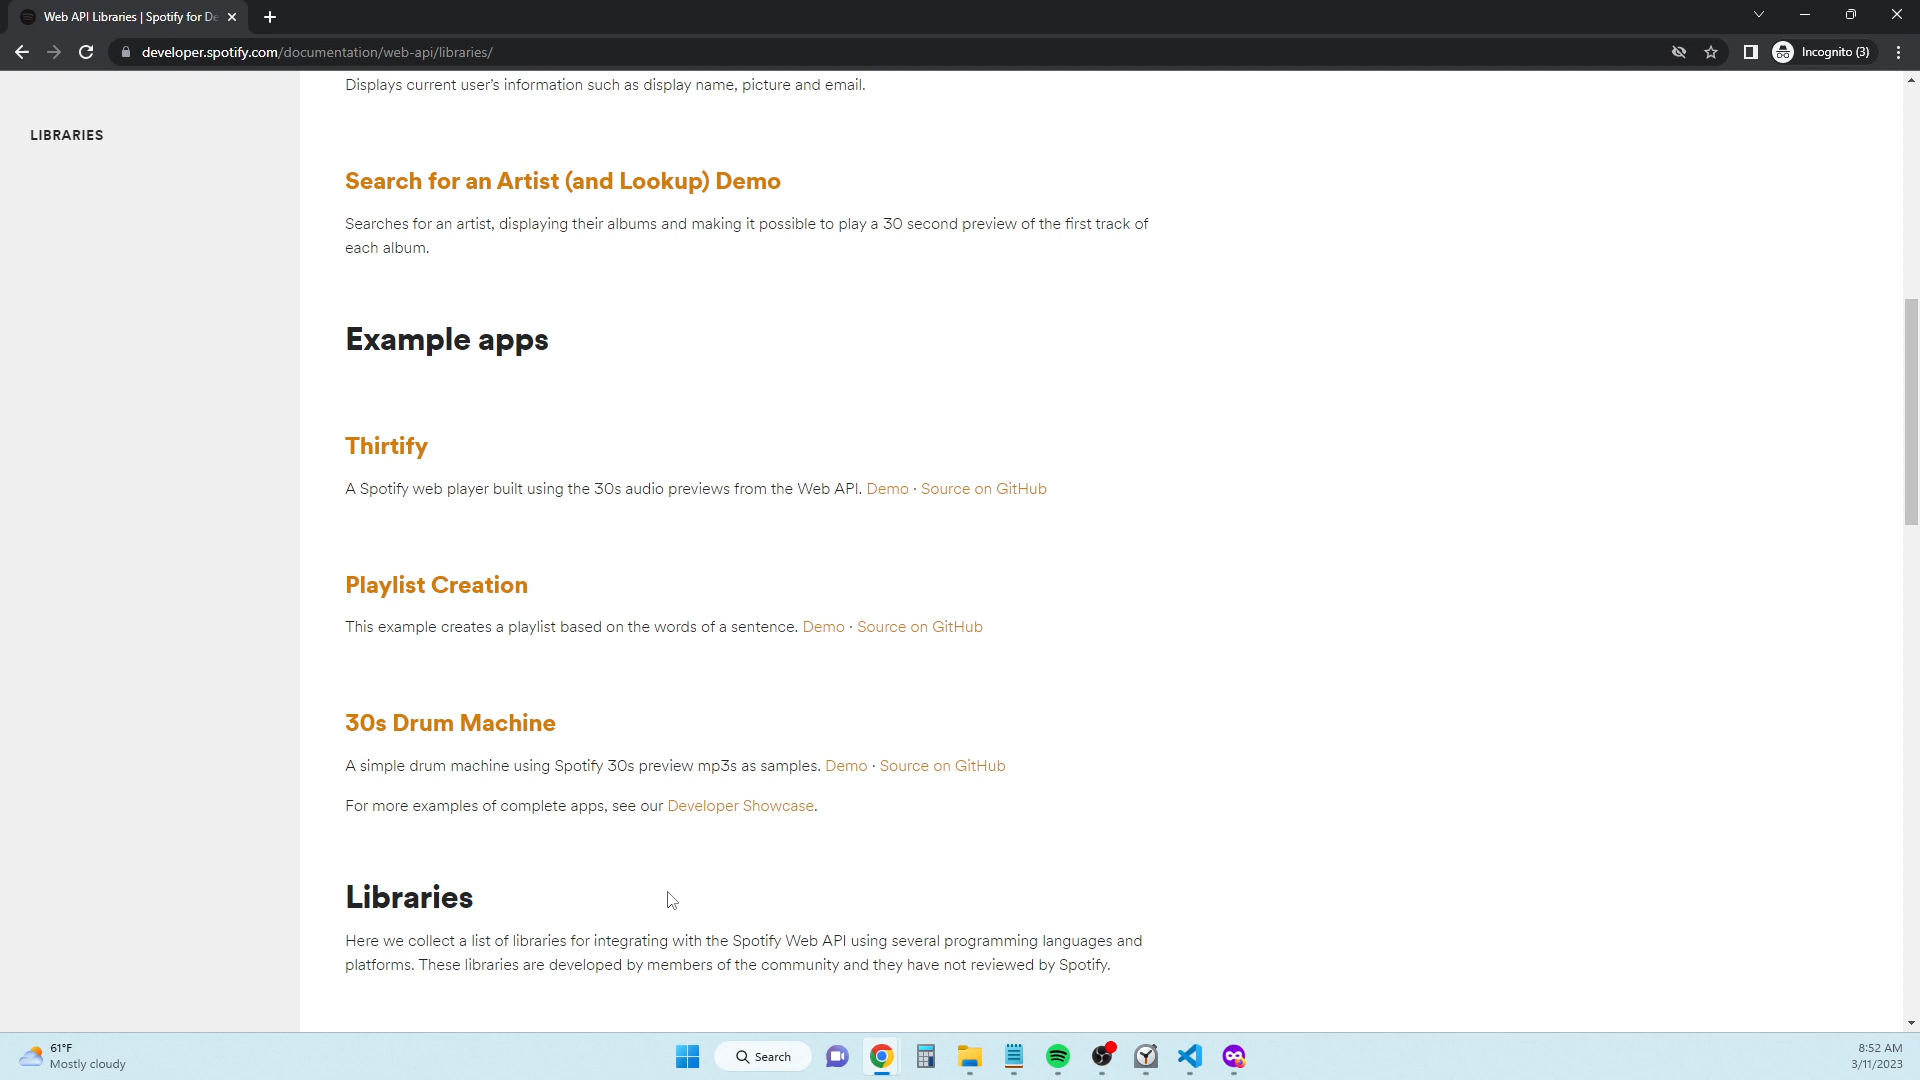 Web API Libraries | Spotify for De
developer.spotify.com/documentation/web-api/libraries/
Incognito (3)
Displays current user's information such as display name, picture and email.
LIBRARIES
Search for an Artist (and Lookup) Demo
Searches for an artist, displaying their albums and making it possible to play a 30 second preview of the first track of
each album.
Example apps
Thirtify
A Spotify web player built using the 30s audio previews from the Web API. Demo · Source on GitHub
Playlist Creation
This example creates a playlist based on the words of a sentence. Demo · Source on GitHub
30s Drum Machine
A simple drum machine using Spotify 30s preview mp3s as samples. Demo · Source on GitHub
For more examples of complete apps, see our Developer Showcase.
Libraries
Here we collect a list of libraries for integrating with the Spotify Web API using several programming languages and
platforms. These libraries are developed by members of the community and they have not reviewed by Spotify.
61°F
Mostly cloudy
Search
8:52 AM
3/11/2023